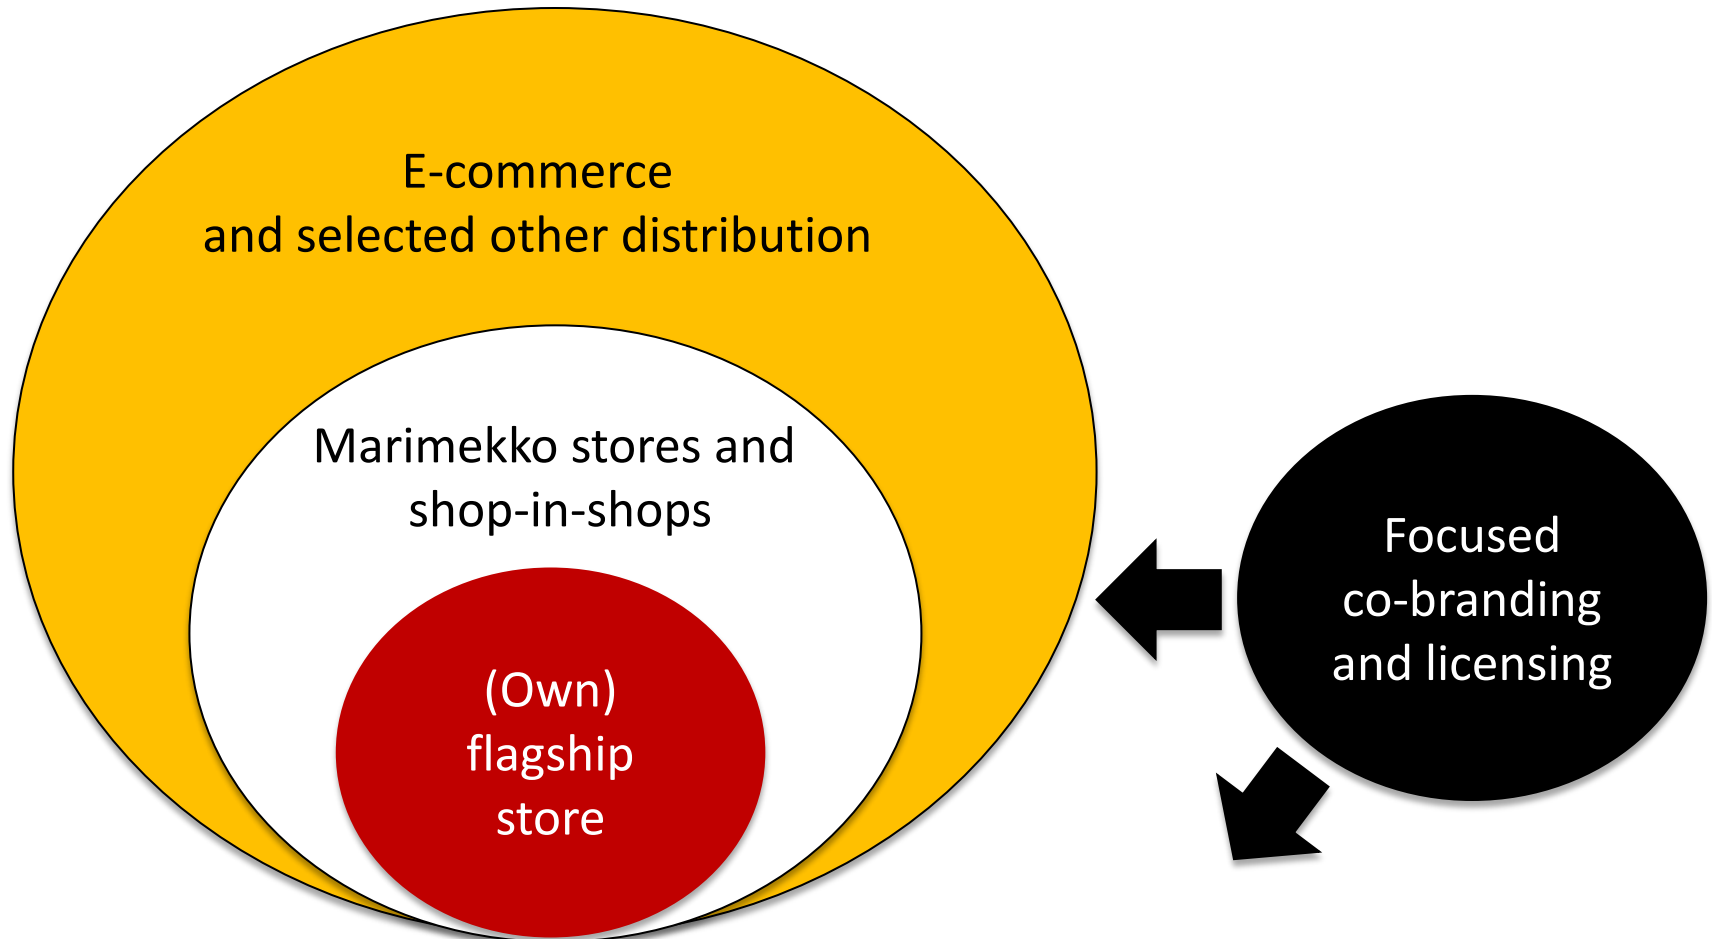 E-commerce
and selected other distribution
Marimekko stores and
shop-in-shops
(Own)
flagship
store
Focused
co-branding
and licensing